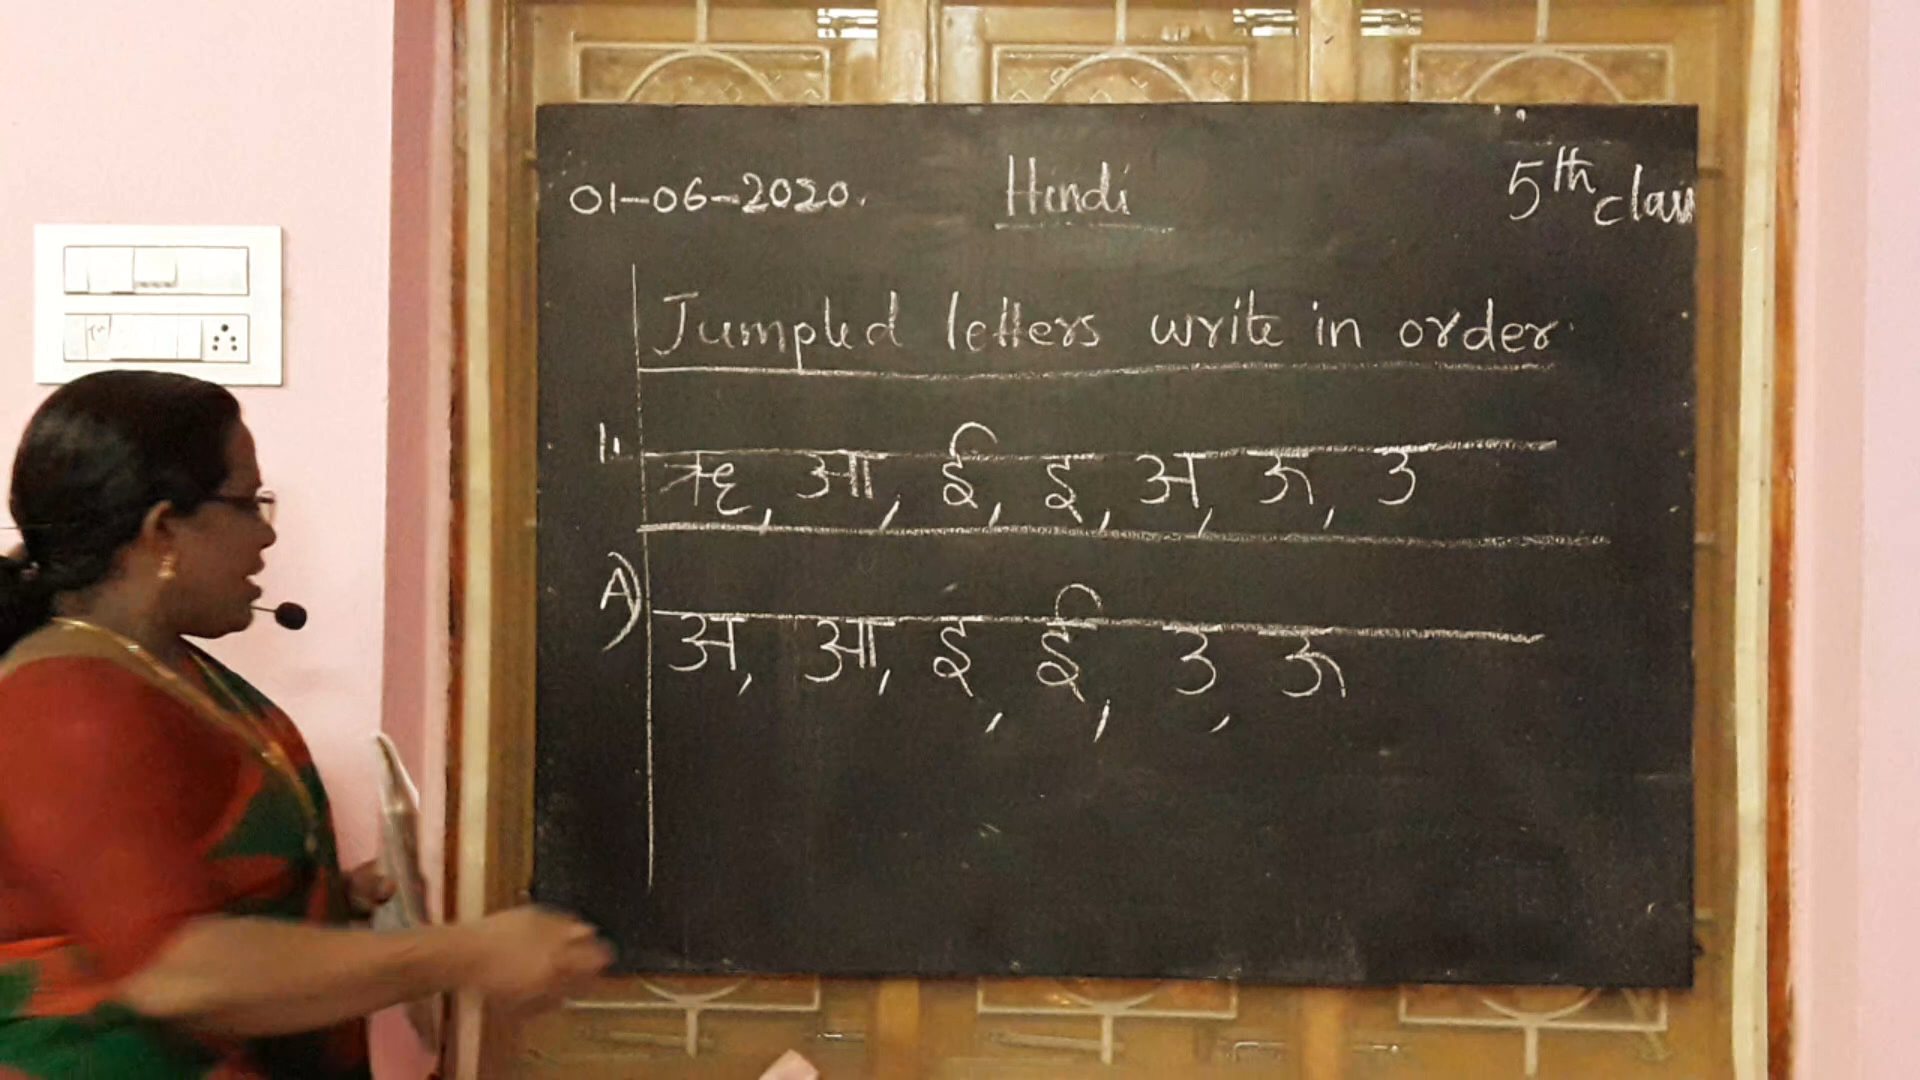 01-06-2020. Hindi 5th class
Jumpled letters write in order.
1. ऋ, आ, ई, इ, अ, ऊ, उ
A) अ, आ, इ, ई, उ, ऊ